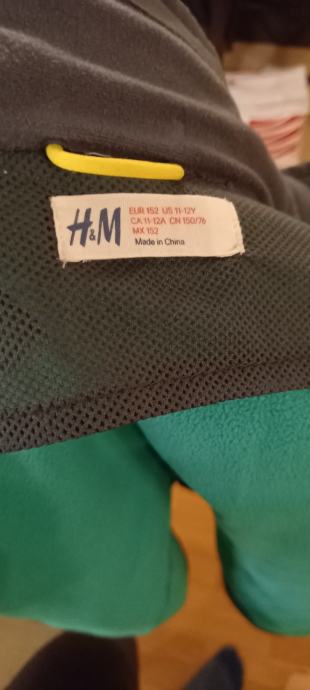 H&M
EUR 152 US 11-12Y
CA 11-12A CN 150/76
MX 152
Made in China